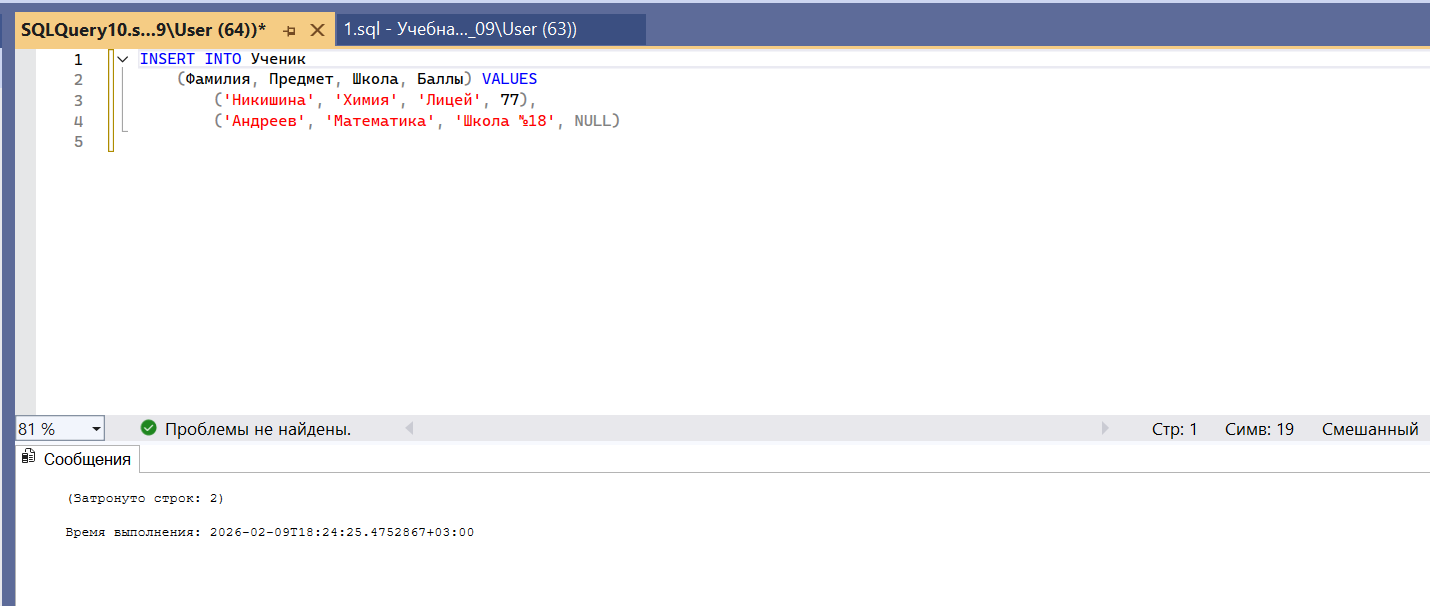 SQLQuery10.s...9\User (64))* 1.sql - Учебна..._09\User (63))
1 INSERT INTO Ученик
2 (Фамилия, Предмет, Школа, Баллы) VALUES
3 ('Никишина', 'Химия', 'Лицей', 77),
4 ('Андреев', 'Математика', 'Школа №18', NULL)
5
81 % Проблемы не найдены. Стр: 1 Симв: 19 Смешанный
Сообщения
(Затронуто строк: 2)
Время выполнения: 2026-02-09T18:24:25.4752867+03:00